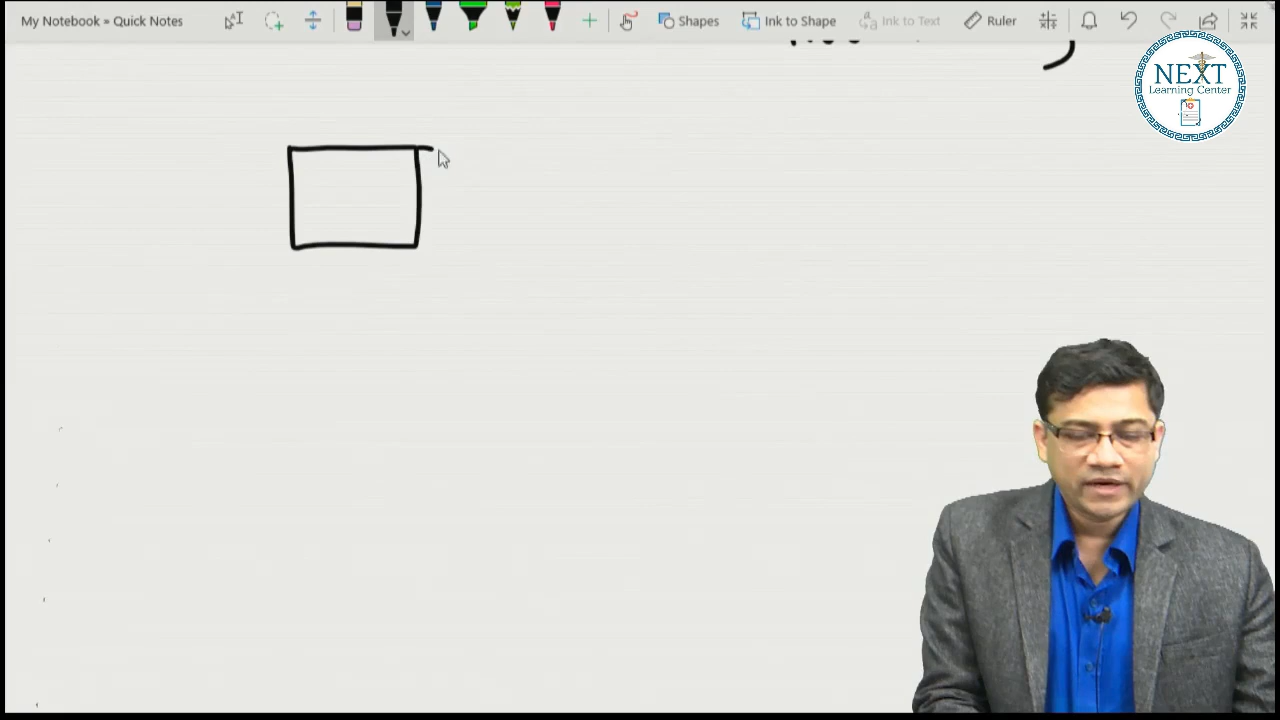 My Notebook » Quick Notes
Shapes
Ink to Shape
Ink to Text
Ruler
NEXT
Learning Center